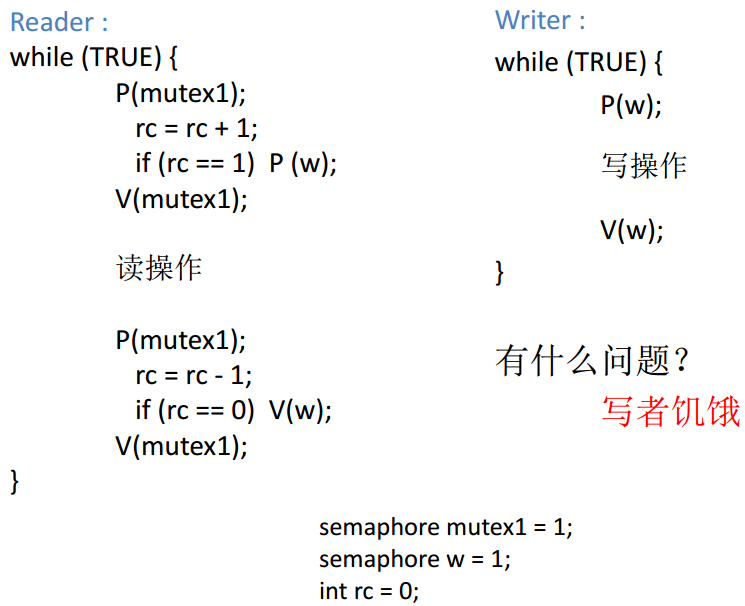 Reader :
while (TRUE) {
P(mutex1);
rc = rc + 1;
if (rc == 1)  P (w);
V(mutex1);
读操作
P(mutex1);
rc = rc - 1;
if (rc == 0)  V(w);
V(mutex1);
}
Writer :
while (TRUE) {
P(w);
写操作
V(w);
}
有什么问题?
写者饥饿
semaphore mutex1 = 1;
semaphore w = 1;
int rc = 0;